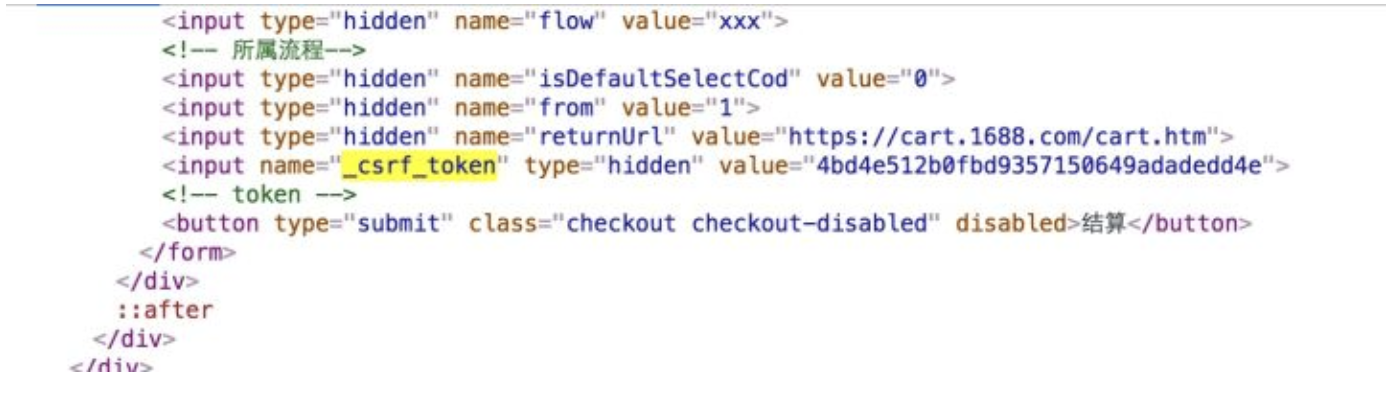 <input type="hidden" name="flow" value="xxx">
<!-- 所属流程-->
<input type="hidden" name="isDefaultSelectCod" value="0">
<input type="hidden" name="from" value="1">
<input type="hidden" name="returnUrl" value="https://cart.1688.com/cart.htm">
<input name="_csrf_token" type="hidden" value="4bd4e512b0fbd9357150649adadedd4e">
<!-- token -->
<button type="submit" class="checkout checkout-disabled" disabled>结算</button>
</form>
</div>
::after
</div>
</div>